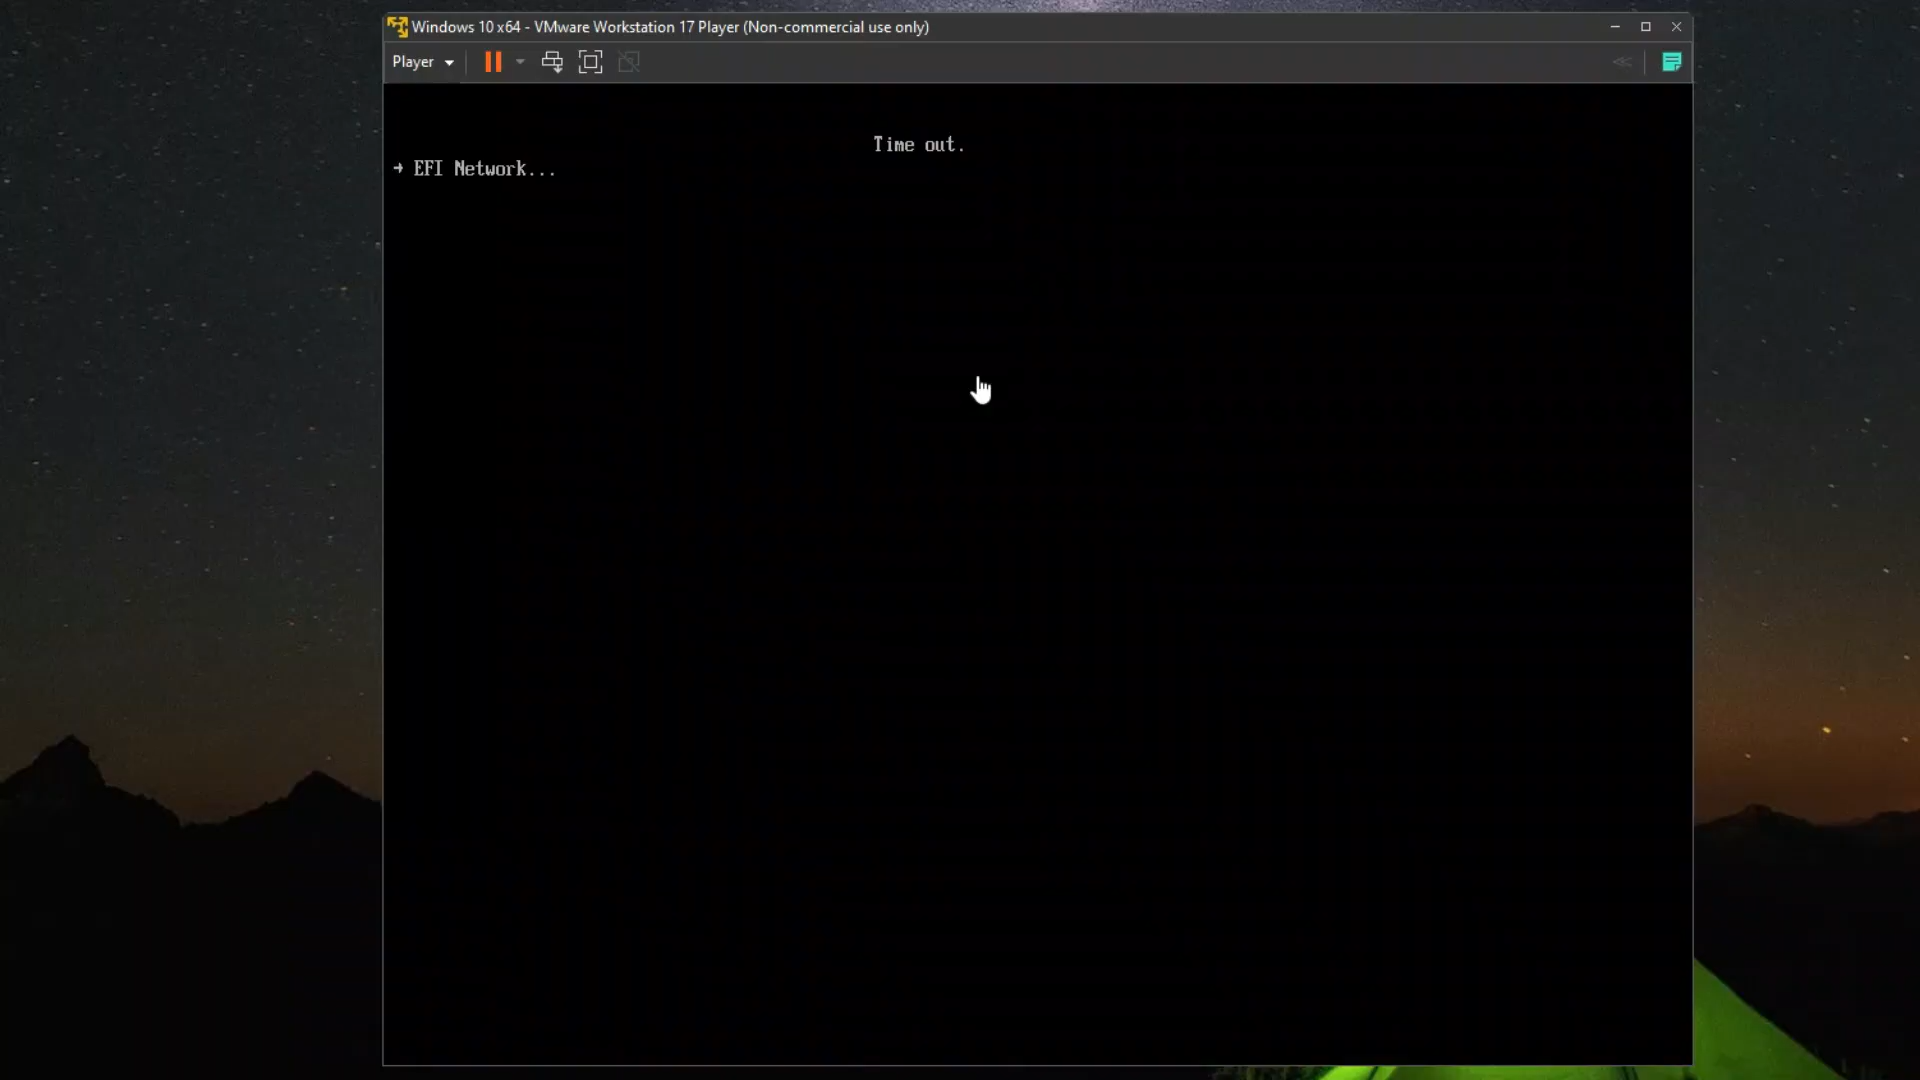 Windows 10 x64 - VMware Workstation 17 Player (Non-commercial use only)
Player
Time out.
→ EFI Network...